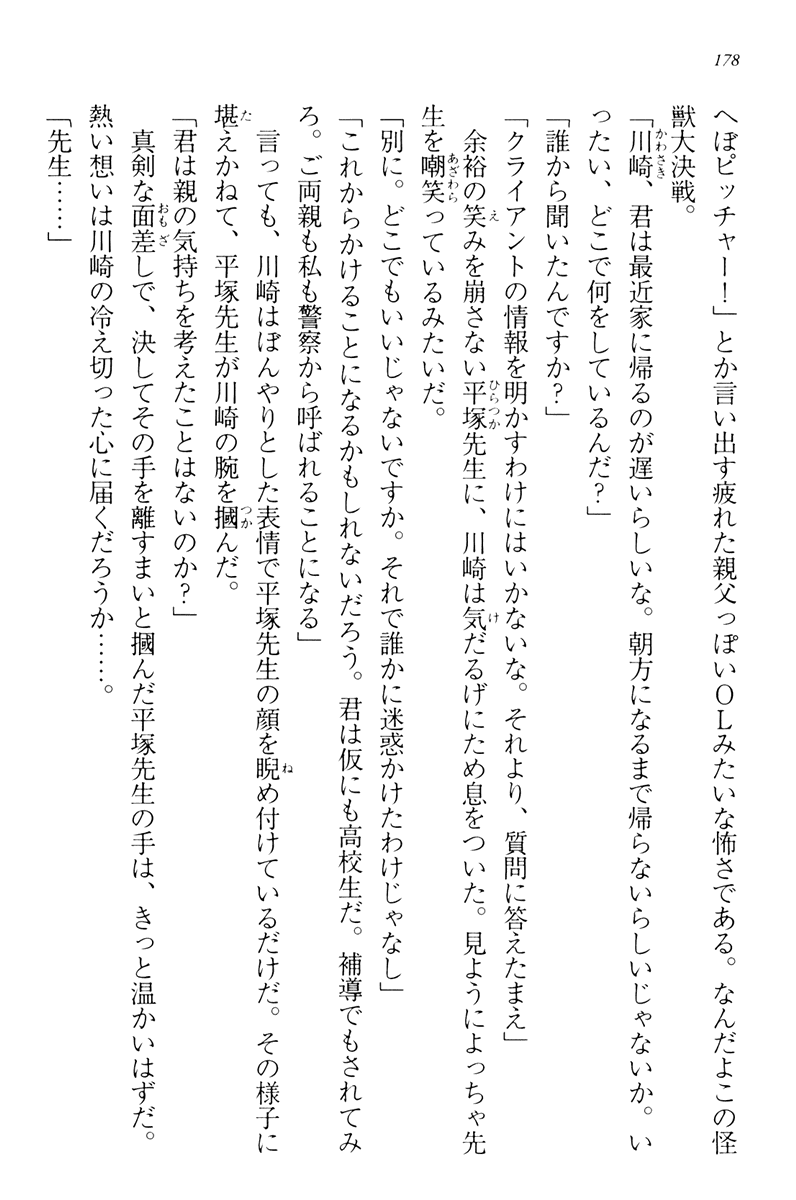 178
へぼピッチャー！」とか言い出す疲れた親父っぽいOLみたいな怖さである。なんだよこの怪
獣大決戦。
「川崎、君は最近家に帰るのが遅いらしいな。朝方になるまで帰らないらしいじゃないか。い
ったい、どこで何をしているんだ？」
「誰から聞いたんですか？」
「クライアントの情報を明かすわけにはいかないな。それより、質問に答えたまえ」
　余裕の笑みを崩さない平塚先生に、川崎は気だるげにため息をついた。見ようによっちゃ先
生を嘲笑っているみたいだ。
「別に。どこでもいいじゃないですか。それで誰かに迷惑かけたわけじゃなし」
「これからかけることになるかもしれないだろう。君は仮にも高校生だ。補導でもされてみ
ろ。ご両親も私も警察から呼ばれることになる」
　言っても、川崎はぼんやりとした表情で平塚先生の顔を睨め付けているだけだ。その様子に
堪えかねて、平塚先生が川崎の腕を摑んだ。
「君は親の気持ちを考えたことはないのか？」
　真剣な面差しで、決してその手を離すまいと摑んだ平塚先生の手は、きっと温かいはずだ。
熱い想いは川崎の冷え切った心に届くだろうか……。
「先生……」